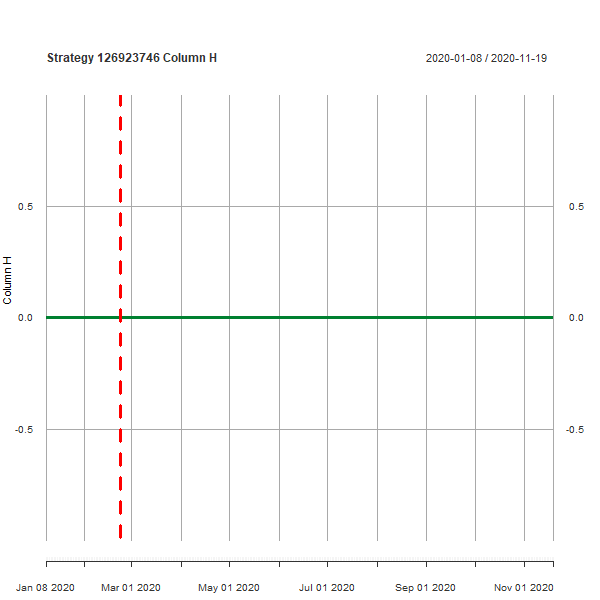 Strategy 126923746 Column H
2020-01-08 / 2020-11-19
0.5
0.5
Column H
0.0
0.0
-0.5
-0.5
Jan 08 2020
Mar 01 2020
May 01 2020
Jul 01 2020
Sep 01 2020
Nov 01 2020